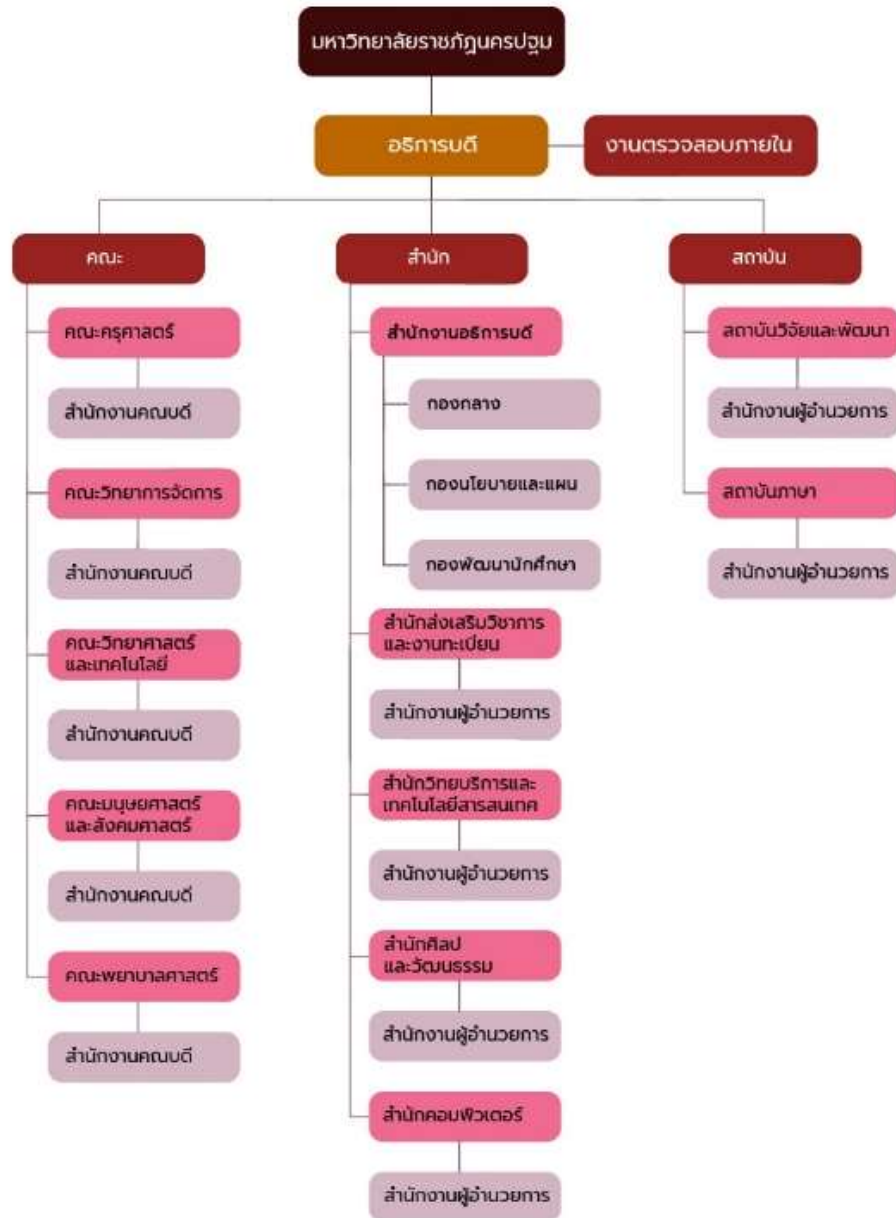 มหาวิทยาลัยราชภัฏนครปฐม
อธิการบดี
งานตรวจสอบภายใน
คณะ
คณะครุศาสตร์
สำนักงานคณบดี
คณะวิทยาการจัดการ
สำนักงานคณบดี
คณะวิทยาศาสตร์
และเทคโนโลยี
สำนักงานคณบดี
คณะมนุษยศาสตร์
และสังคมศาสตร์
สำนักงานคณบดี
คณะพยาบาลศาสตร์
สำนักงานคณบดี
สำนัก
สำนักงานอธิการบดี
กองกลาง
กองนโยบายและแผน
กองพัฒนานักศึกษา
สำนักส่งเสริมวิชาการ
และงานทะเบียน
สำนักงานผู้อำนวยการ
สำนักวิทยบริการและ
เทคโนโลยีสารสนเทศ
สำนักงานผู้อำนวยการ
สำนักศิลป
และวัฒนธรรม
สำนักงานผู้อำนวยการ
สำนักคอมพิวเตอร์
สำนักงานผู้อำนวยการ
สถาบัน
สถาบันวิจัยและพัฒนา
สำนักงานผู้อำนวยการ
สถาบันภาษา
สำนักงานผู้อำนวยการ